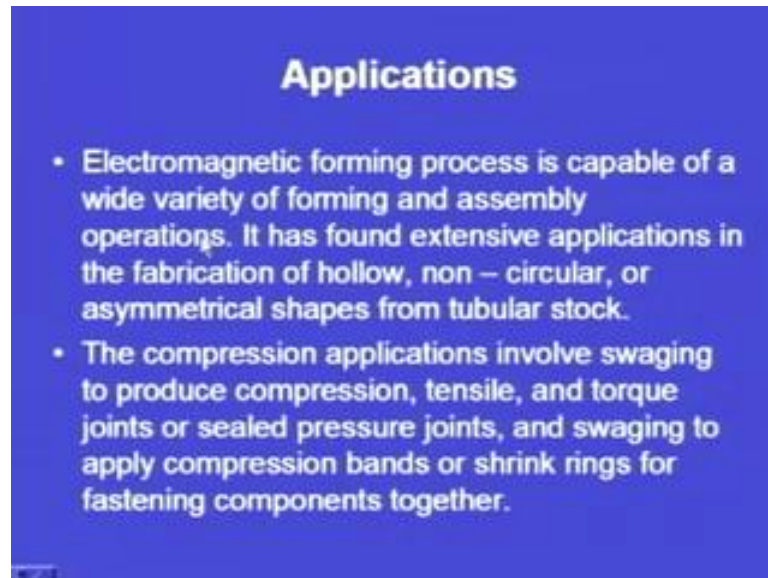 Applications
• Electromagnetic forming process is capable of a
wide variety of forming and assembly
operations. It has found extensive applications in
the fabrication of hollow, non – circular, or
asymmetrical shapes from tubular stock.
• The compression applications involve swaging
to produce compression, tensile, and torque
joints or sealed pressure joints, and swaging to
apply compression bands or shrink rings for
fastening components together.